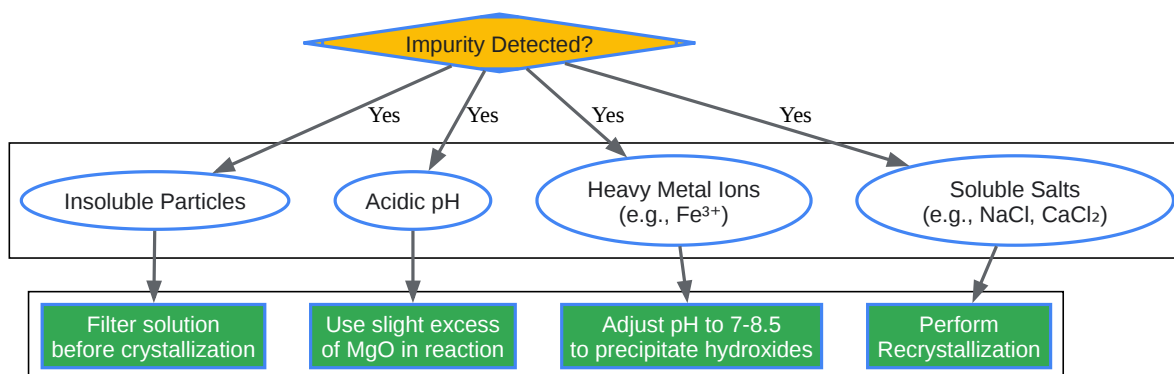 Impurity Detected?
Yes
Yes
Yes
Yes
Insoluble Particles
Acidic pH
Heavy Metal Ions
(e.g., Fe³⁺)
Soluble Salts
(e.g., NaCl, CaCl₂)
Filter solution
before crystallization
Use slight excess
of MgO in reaction
Adjust pH to 7-8.5
to precipitate hydroxides
Perform
Recrystallization